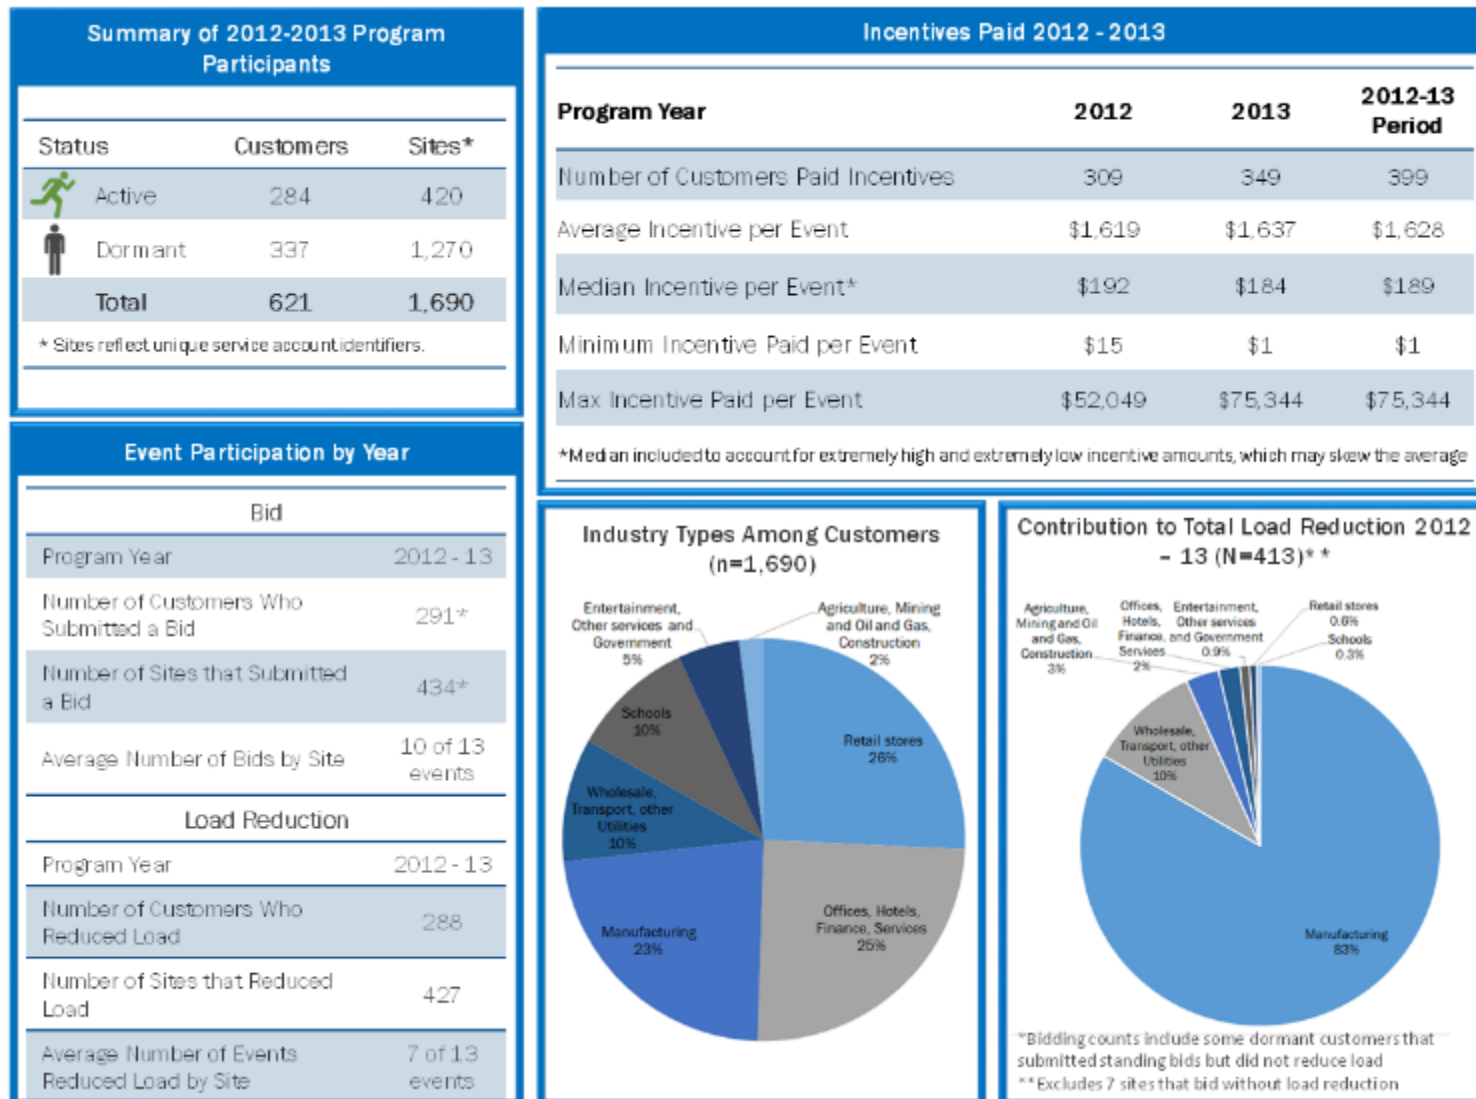 Summary of 2012-2013 Program
Participants
Status Customers Sites*
Active 284 420
Dormant 337 1,270
Total 621 1,690
* Sites reflect unique service account identifiers.
Incentives Paid 2012 - 2013
Program Year 2012 2013 2012-13
Period
Number of Customers Paid Incentives 309 349 399
Average Incentive per Event $1,619 $1,637 $1,628
Median Incentive per Event* $192 $184 $189
Minimum Incentive Paid per Event $15 $1 $1
Max Incentive Paid per Event $52,049 $75,344 $75,344
*Median included to account for extremely high and extremely low incentive amounts, which may skew the average
Event Participation by Year
Bid
Program Year 2012 - 13
Number of Customers Who
Submitted a Bid 291*
Number of Sites that Submitted
a Bid 434*
Average Number of Bids by Site 10 of 13
events
Load Reduction
Program Year 2012 - 13
Number of Customers Who
Reduced Load 288
Number of Sites that Reduced
Load 427
Average Number of Events
Reduced Load by Site 7 of 13
events
Industry Types Among Customers
(n=1,690)
Entertainment,
Other services and
Government
5%
Agriculture, Mining
and Oil and Gas,
Construction
2%
Schools
10%
Retail stores
26%
Wholesale,
Transport, other
Utilities
10%
Manufacturing
23%
Offices, Hotels,
Finance, Services
25%
Contribution to Total Load Reduction 2012
– 13 (N=413)**
Agriculture,
Mining and Oil
and Gas,
Construction
3%
Offices,
Hotels,
Finance,
Services
2%
Entertainment,
Other services
and Government
0.9%
Retail stores
0.6%
Schools
0.3%
Wholesale,
Transport, other
Utilities
10%
Manufacturing
83%
*Bidding counts include some dormant customers that
submitted standing bids but did not reduce load
**Excludes 7 sites that bid without load reduction